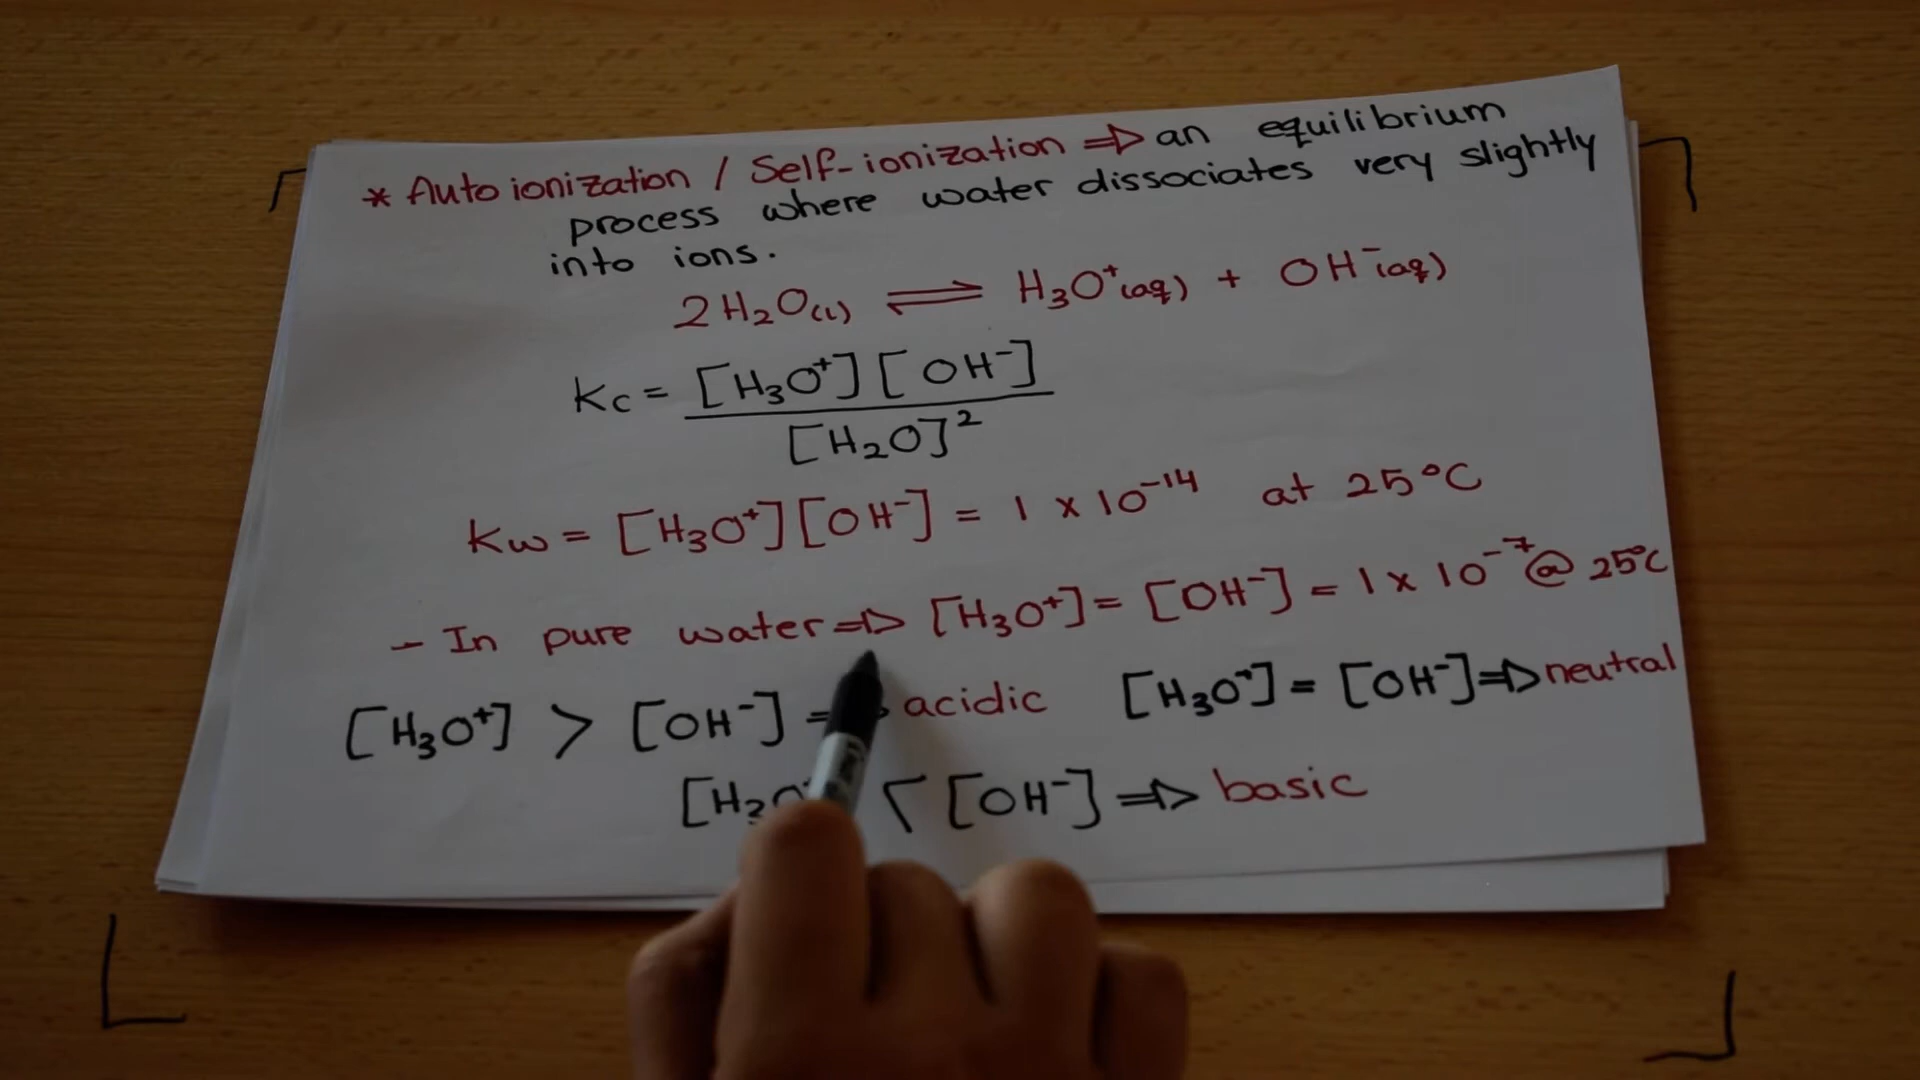 * Auto ionization / Self-ionization ⇒ an equilibrium
process where water dissociates very slightly
into ions.
2H₂O(l) ⇌ H₃O⁺(aq) + OH⁻(aq)
Kc = [H₃O⁺][OH⁻] / [H₂O]²
Kw = [H₃O⁺][OH⁻] = 1 x 10⁻¹⁴ at 25°C
- In pure water ⇒ [H₃O⁺] = [OH⁻] = 1 x 10⁻⁷ @ 25°C
[H₃O⁺] > [OH⁻] ⇒ acidic [H₃O⁺] = [OH⁻] ⇒ neutral
[H₃O⁺ < [OH⁻] ⇒ basic